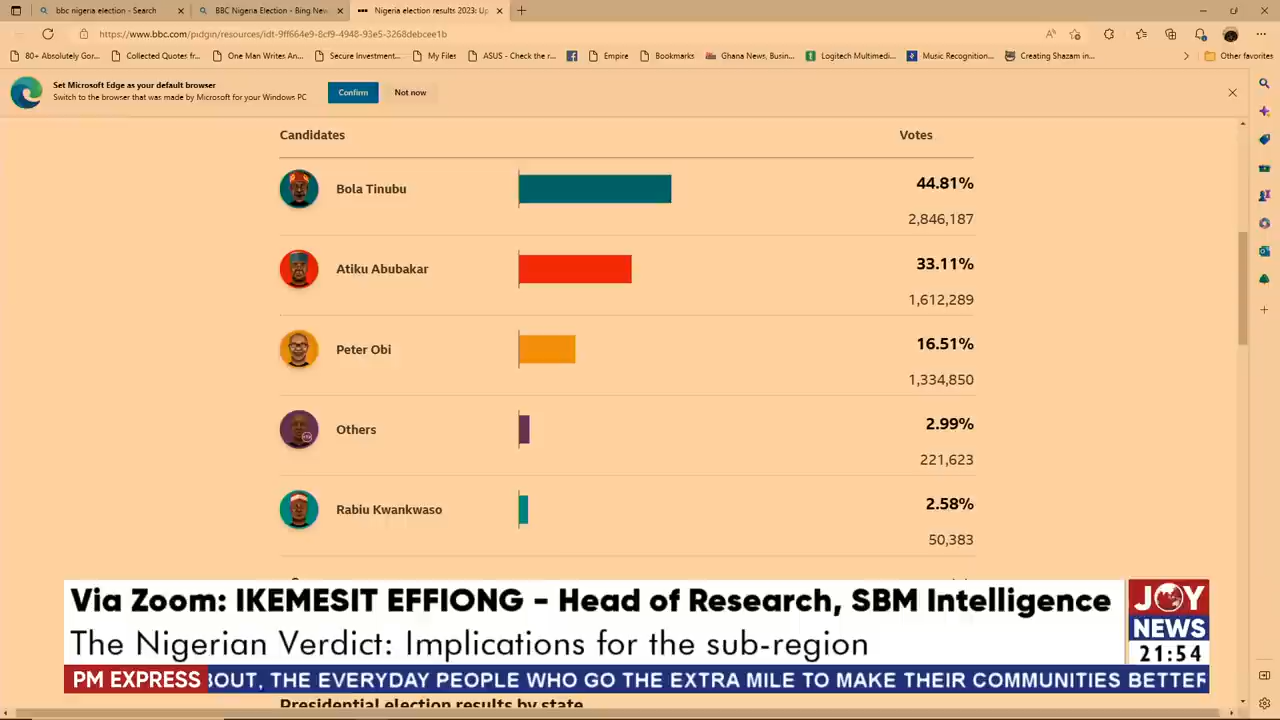 bbc nigeria election - Search
BBC Nigeria Election - Bing New
Nigeria election results 2023: Up
https://www.bbc.com/pidgin/resources/idt-9ff664e9-8cf9-4948-93e5-3268debcee1b
80+ Absolutely Gor...
Collected Quotes fr...
One Man Writes An...
Secure Investment...
My Files
ASUS - Check the r...
Empire
Bookmarks
Ghana News, Busin...
Logitech Multimedi...
Music Recognition...
Creating Shazam in...
Other favorites
Set Microsoft Edge as your default browser
Switch to the browser that was made by Microsoft for your Windows PC
Confirm
Not now
Candidates Votes
Bola Tinubu 44.81%
2,846,187
Atiku Abubakar 33.11%
1,612,289
Peter Obi 16.51%
1,334,850
Others 2.99%
221,623
Rabiu Kwankwaso 2.58%
50,383
Via Zoom: IKEMESIT EFFIONG - Head of Research, SBM Intelligence
The Nigerian Verdict: Implications for the sub-region
JOY
NEWS
21:54
PM EXPRESS BOUT, THE EVERYDAY PEOPLE WHO GO THE EXTRA MILE TO MAKE THEIR COMMUNITIES BETTER
Presidential election results by state